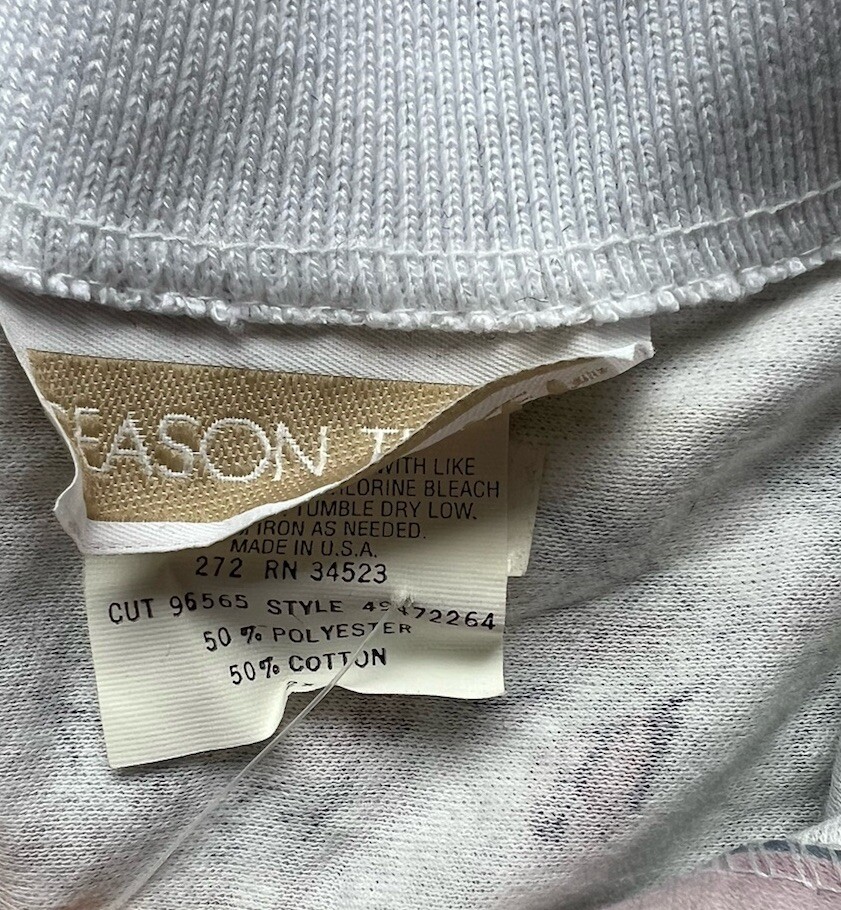 EASON
WITH LIKE
CHLORINE BLEACH
TUMBLE DRY LOW.
IRON AS NEEDED.
MADE IN U.S.A.
272 RN 34523
CUT 96565 STYLE
50% POLYESTER
50% COTTON